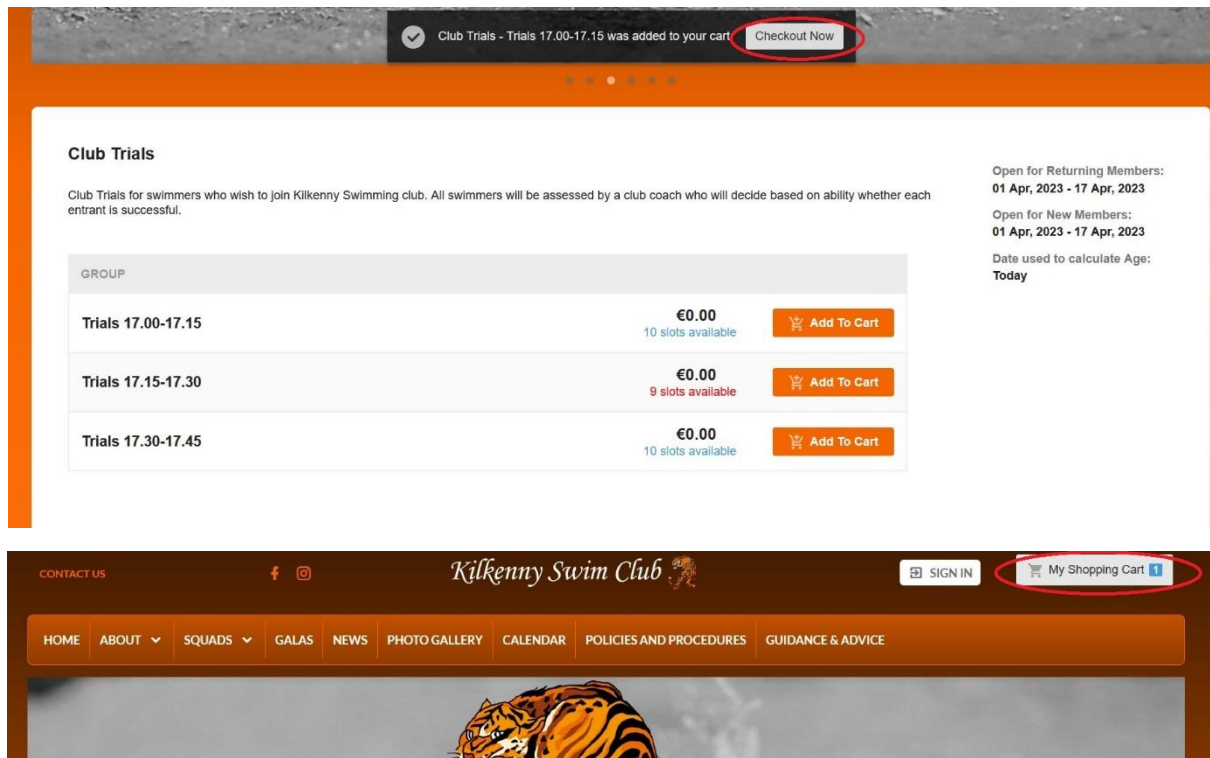 Club Trials - Trials 17.00-17.15 was added to your cart
Checkout Now
Club Trials
Club Trials for swimmers who wish to join Kilkenny Swimming club. All swimmers will be assessed by a club coach who will decide based on ability whether each
entrant is successful.
Open for Returning Members:
01 Apr, 2023 - 17 Apr, 2023
Open for New Members:
01 Apr, 2023 - 17 Apr, 2023
Date used to calculate Age:
Today
GROUP
Trials 17.00-17.15
€0.00
10 slots available
Add To Cart
Trials 17.15-17.30
€0.00
9 slots available
Add To Cart
Trials 17.30-17.45
€0.00
10 slots available
Add To Cart
CONTACT US
Kilkenny Swim Club
SIGN IN
My Shopping Cart 1
HOME ABOUT SQUADS GALAS NEWS PHOTO GALLERY CALENDAR POLICIES AND PROCEDURES GUIDANCE & ADVICE